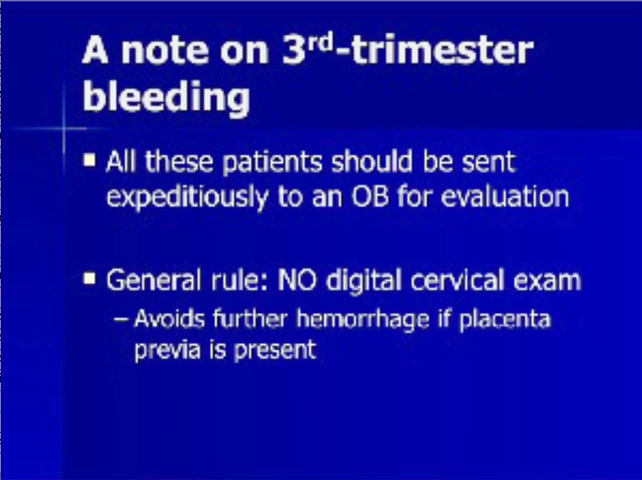 A note on 3rd-trimester
bleeding
▪ All these patients should be sent
expeditiously to an OB for evaluation
▪ General rule: NO digital cervical exam
– Avoids further hemorrhage if placenta
previa is present